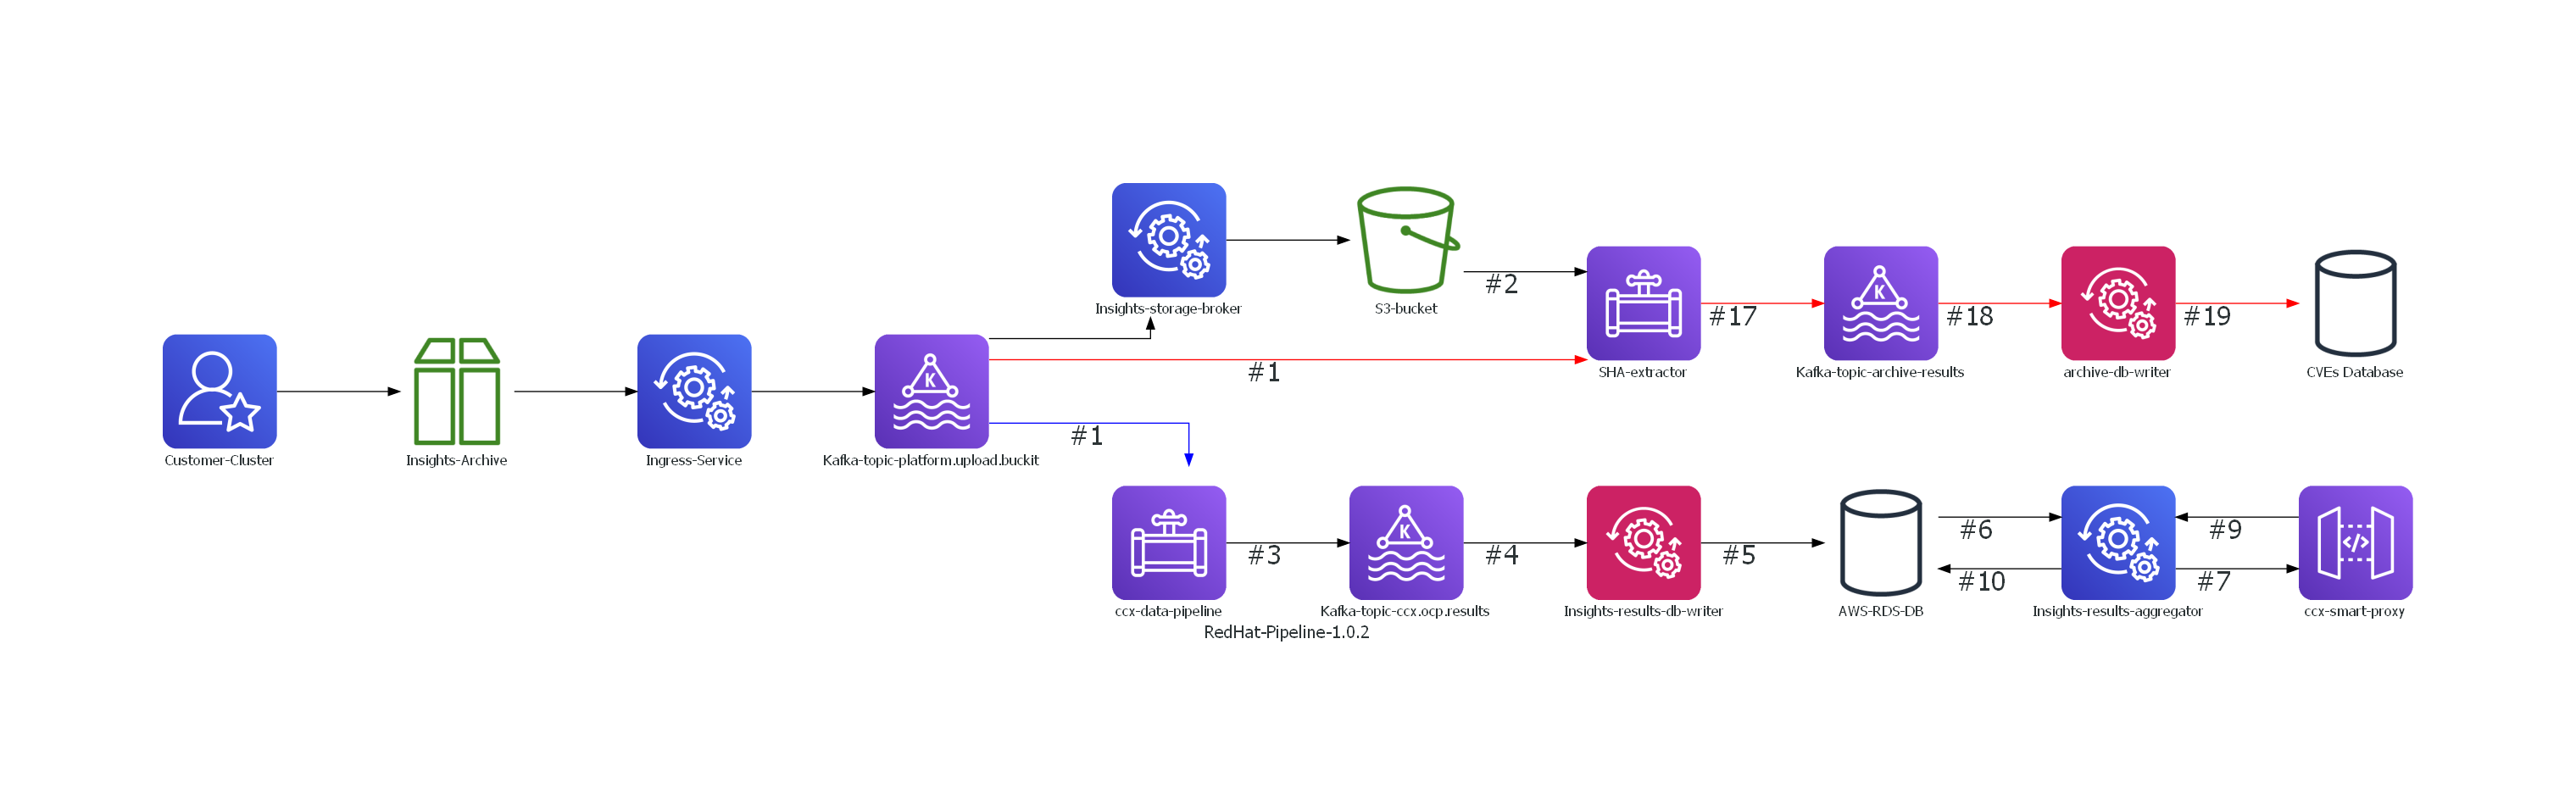 Insights-storage-broker
S3-bucket
#2
#17
#18
#19
SHA-extractor
Kafka-topic-archive-results
archive-db-writer
CVEs Database
K
K
#1
#1
Customer-Cluster
Insights-Archive
Ingress-Service
Kafka-topic-platform.upload.buckit
#3
K
#4
#5
#6
#9
</>
#10
#7
ccx-data-pipeline
Kafka-topic-ccx.ocp.results
Insights-results-db-writer
AWS-RDS-DB
Insights-results-aggregator
ccx-smart-proxy
RedHat-Pipeline-1.0.2